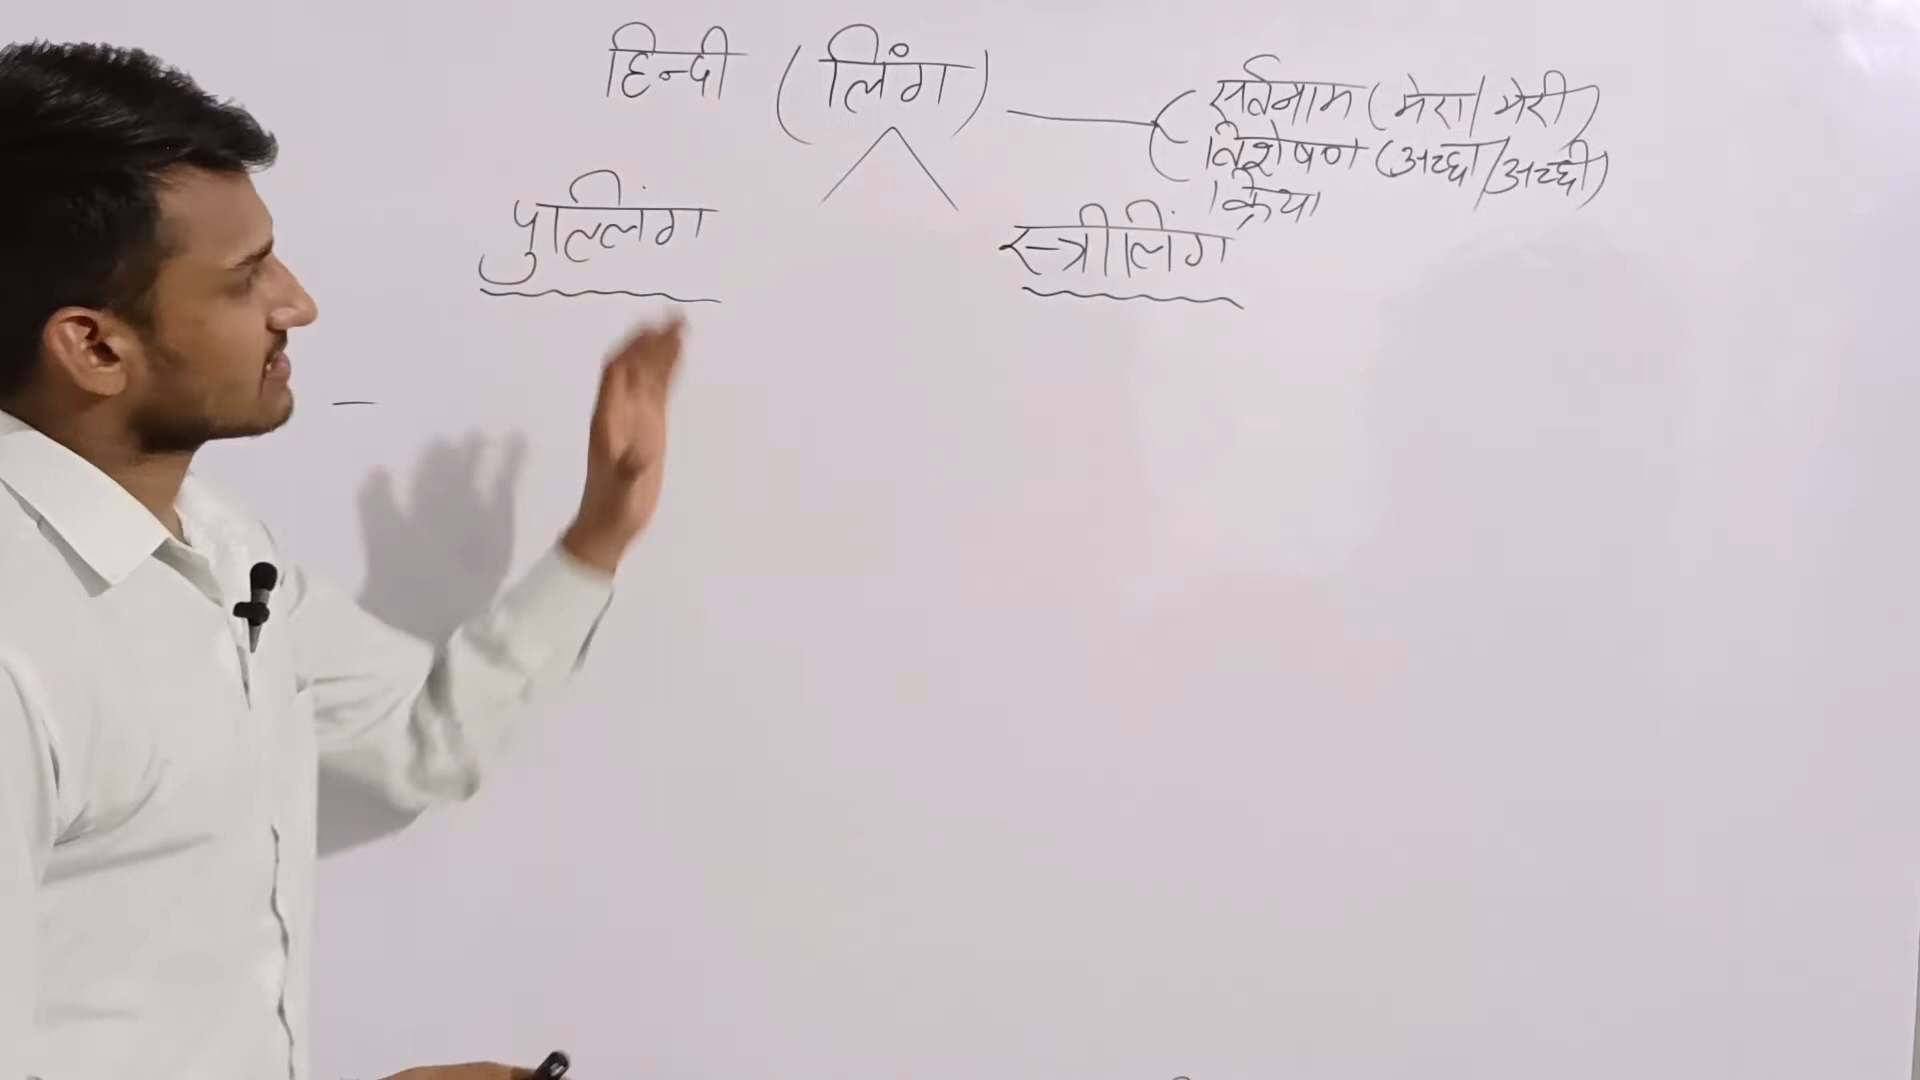 हिन्दी (लिंग)
सर्वनाम (मेरा/मेरी)
विशेषण (अच्छा/अच्छी)
क्रिया
पुल्लिंग
स्त्रीलिंग